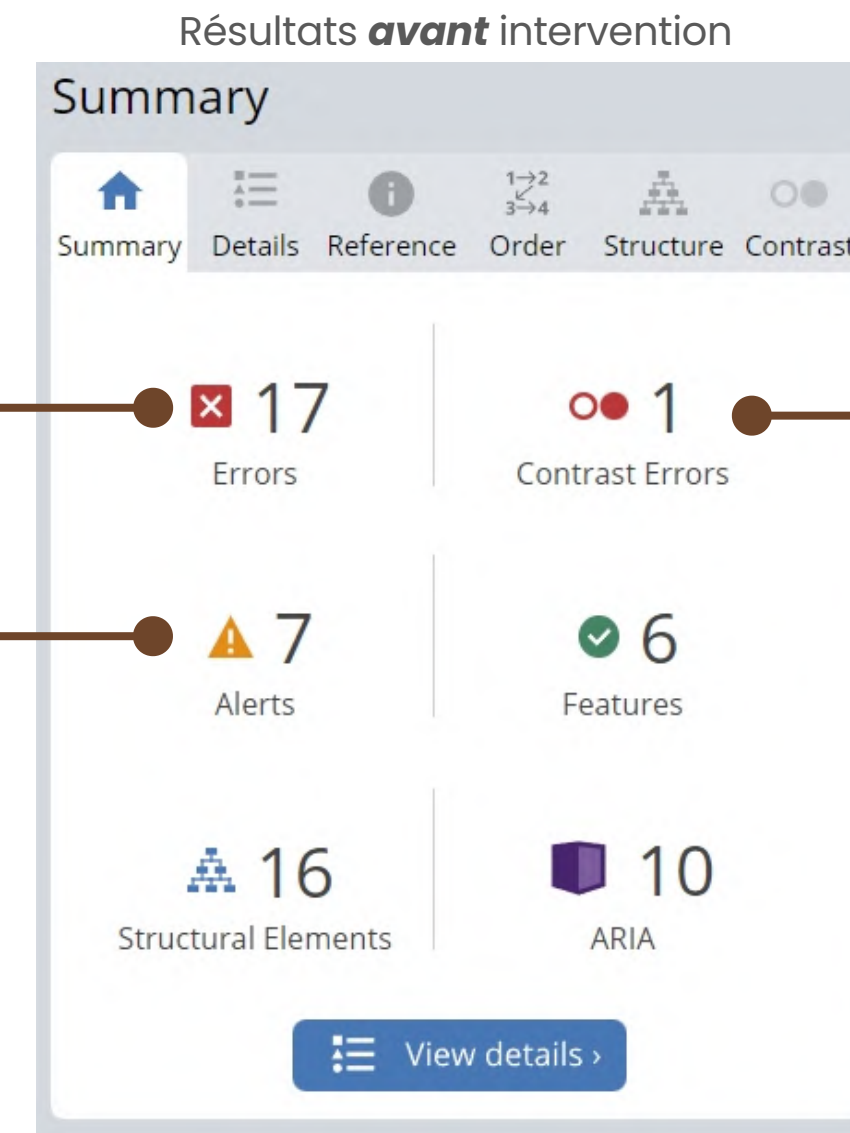 Résultats avant intervention
Summary
1→2
3→4
Summary Details Reference Order Structure Contrast
17 1
Errors Contrast Errors
7 6
Alerts Features
16 10
Structural Elements ARIA
View details ›